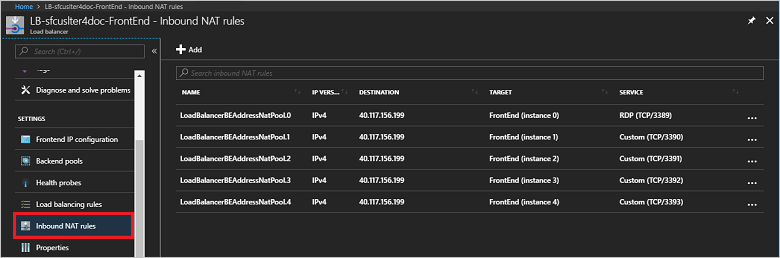 Home > LB-sfcuslter4doc-FrontEnd - Inbound NAT rules
LB-sfcuslter4doc-FrontEnd - Inbound NAT rules
Load balancer
Search (Ctrl+/)
Diagnose and solve problems
SETTINGS
Frontend IP configuration
Backend pools
Health probes
Load balancing rules
Inbound NAT rules
Properties
Add
Search inbound NAT rules
NAME IP VERS... DESTINATION TARGET SERVICE
LoadBalancerBEAddressNatPool.0 IPv4 40.117.156.199 FrontEnd (instance 0) RDP (TCP/3389) ...
LoadBalancerBEAddressNatPool.1 IPv4 40.117.156.199 FrontEnd (instance 1) Custom (TCP/3390) ...
LoadBalancerBEAddressNatPool.2 IPv4 40.117.156.199 FrontEnd (instance 2) Custom (TCP/3391) ...
LoadBalancerBEAddressNatPool.3 IPv4 40.117.156.199 FrontEnd (instance 3) Custom (TCP/3392) ...
LoadBalancerBEAddressNatPool.4 IPv4 40.117.156.199 FrontEnd (instance 4) Custom (TCP/3393) ...